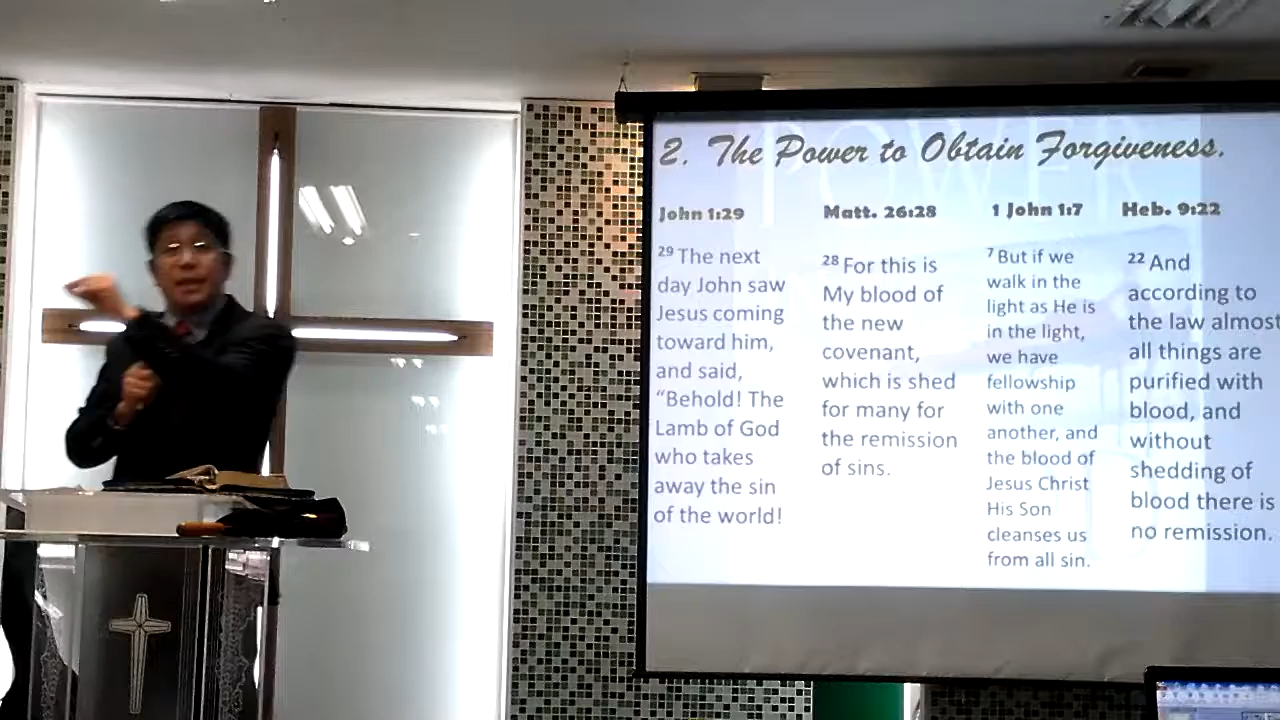 POWER
2. The Power to Obtain Forgiveness.
John 1:29
29 The next
day John saw
Jesus coming
toward him,
and said,
“Behold! The
Lamb of God
who takes
away the sin
of the world!
Matt. 26:28
28 For this is
My blood of
the new
covenant,
which is shed
for many for
the remission
of sins.
1 John 1:7
7 But if we
walk in the
light as He is
in the light,
we have
fellowship
with one
another, and
the blood of
Jesus Christ
His Son
cleanses us
from all sin.
Heb. 9:22
22 And
according to
the law almost
all things are
purified with
blood, and
without
shedding of
blood there is
no remission.